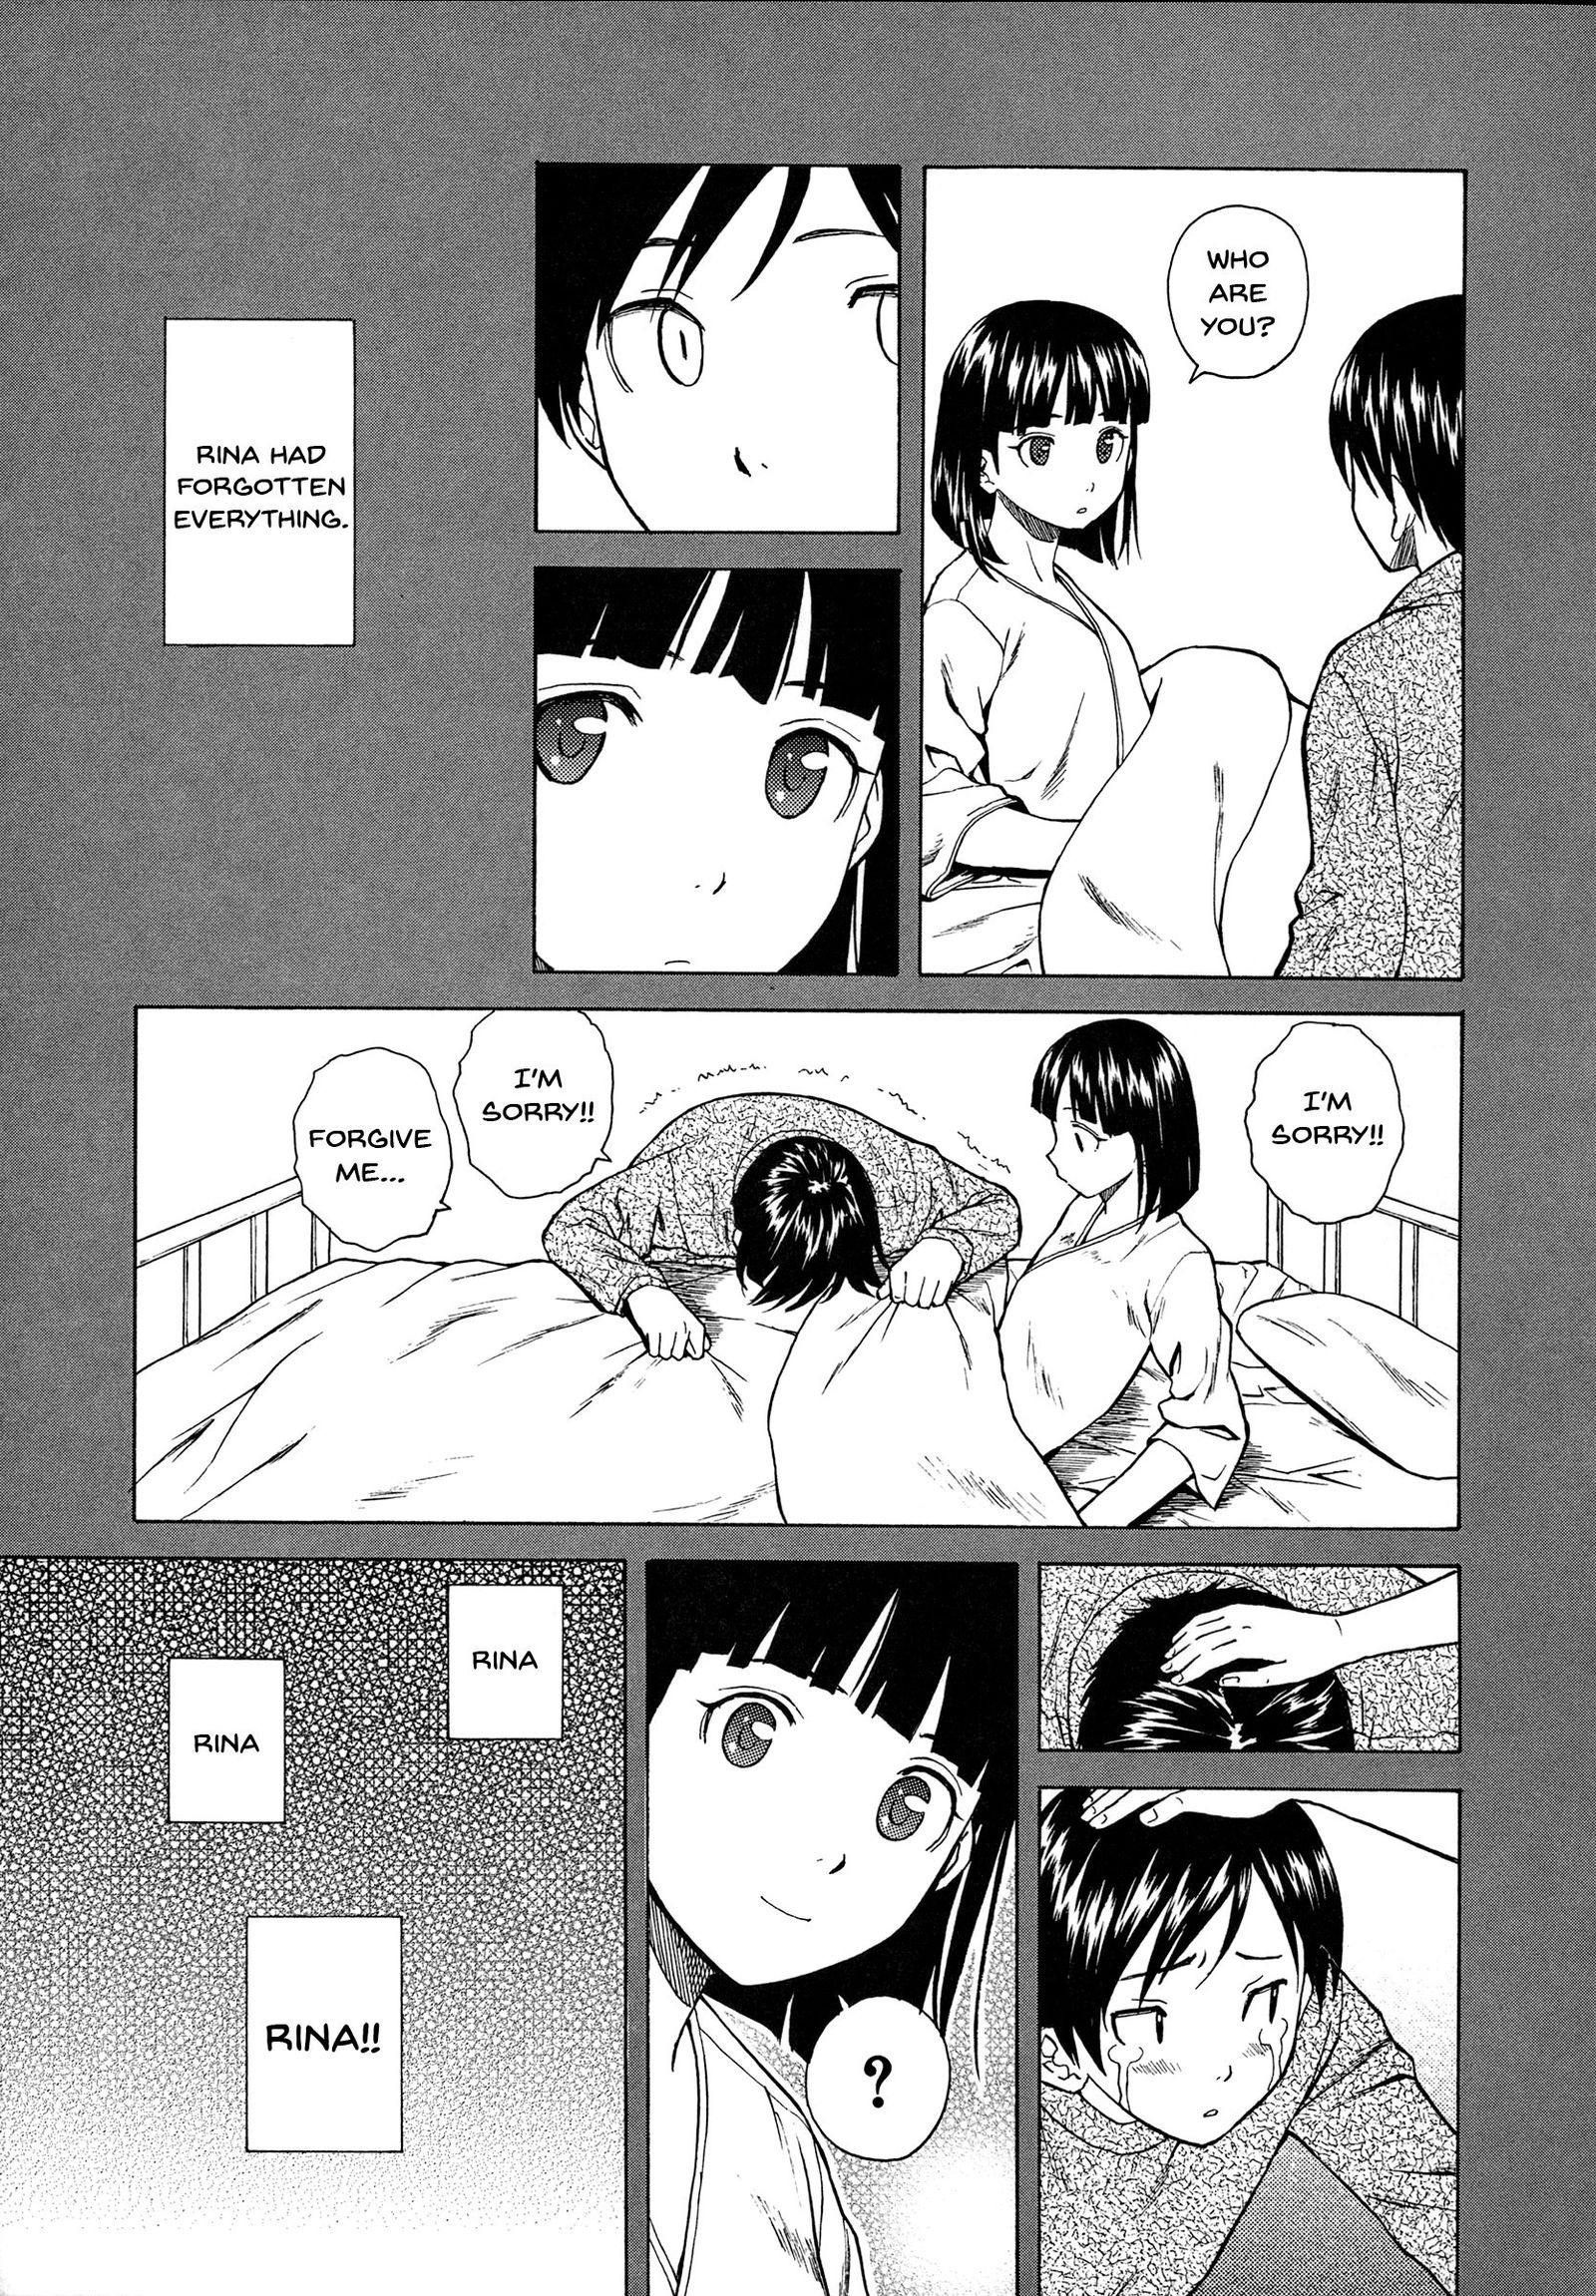 WHO
ARE
YOU?
RINA HAD
FORGOTTEN
EVERYTHING.
I'M
SORRY!!
I'M
SORRY!!
FORGIVE
ME...
?
RINA
RINA
RINA!!